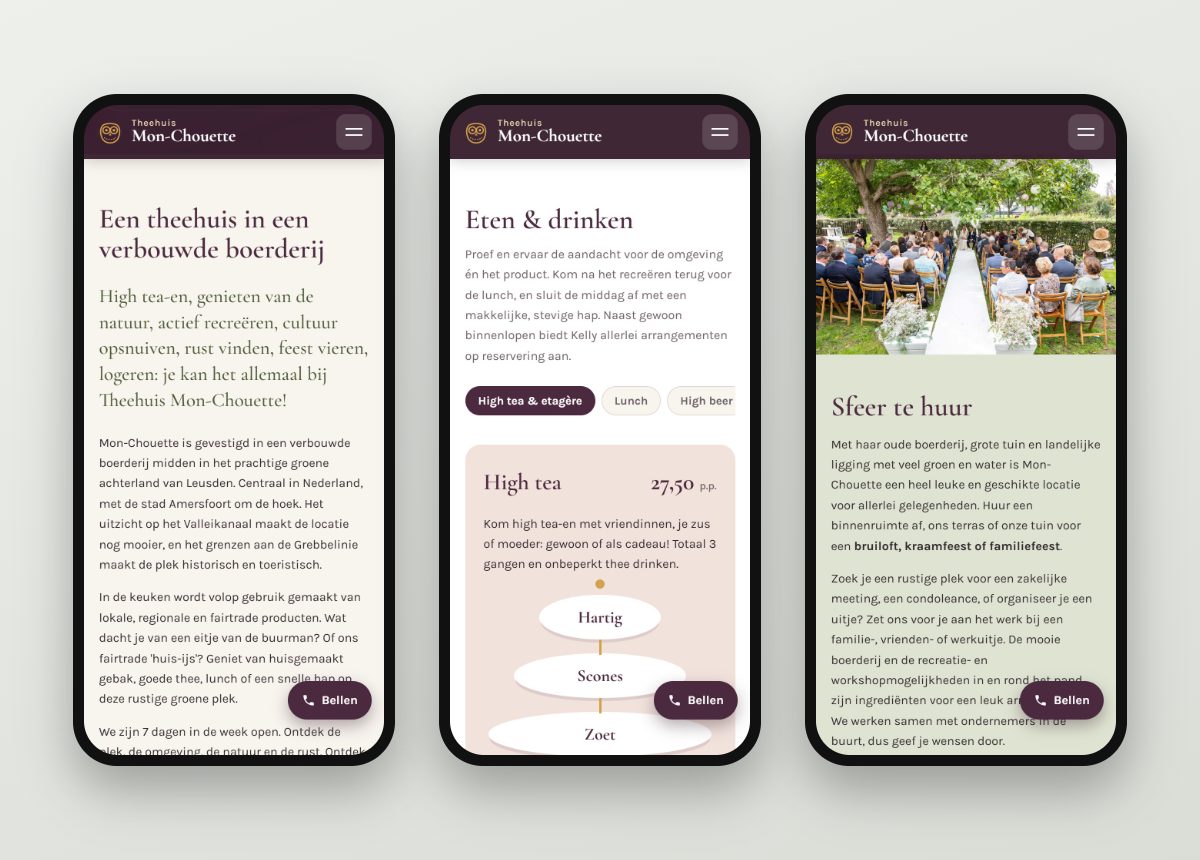 Theehuis
Mon-Chouette
Een theehuis in een
verbouwde boerderij
High tea-en, genieten van de
natuur, actief recreëren, cultuur
opsnuiven, rust vinden, feest vieren,
logeren: je kan het allemaal bij
Theehuis Mon-Chouette!
Mon-Chouette is gevestigd in een verbouwde
boerderij midden in het prachtige groene
achterland van Leusden. Centraal in Nederland,
met de stad Amersfoort om de hoek. Het
uitzicht op het Valleikanaal maakt de locatie
nog mooier, en het grenzen aan de Grebbelinie
maakt de plek historisch en toeristisch.
In de keuken wordt volop gebruik gemaakt van
lokale, regionale en fairtrade producten. Wat
dacht je van een eitje van de buurman? Of ons
fairtrade 'huis-ijs'? Geniet van huisgemaakt
gebak, goede thee, lunch of een snelle hap op
deze rustige groene plek.
Bellen
We zijn 7 dagen in de week open. Ontdek de
plek, de omgeving, de natuur en de rust. Ontdek
Theehuis
Mon-Chouette
Eten & drinken
Proef en ervaar de aandacht voor de omgeving
én het product. Kom na het recreëren terug voor
de lunch, en sluit de middag af met een
makkelijke, stevige hap. Naast gewoon
binnenlopen biedt Kelly allerlei arrangementen
op reservering aan.
High tea & etagère
Lunch
High beer
High tea
27,50 p.p.
Kom high tea-en met vriendinnen, je zus
of moeder: gewoon of als cadeau! Totaal 3
gangen en onbeperkt thee drinken.
Hartig
Scones
Bellen
Zoet
Theehuis
Mon-Chouette
Sfeer te huur
Met haar oude boerderij, grote tuin en landelijke
ligging met veel groen en water is Mon-
Chouette een heel leuke en geschikte locatie
voor allerlei gelegenheden. Huur een
binnenruimte af, ons terras of onze tuin voor
een bruiloft, kraamfeest of familiefeest.
Zoek je een rustige plek voor een zakelijke
meeting, een condoleance, of organiseer je een
uitje? Zet ons voor je aan het werk bij een
familie-, vrienden- of werkuitje. De mooie
boerderij en de recreatie- en
workshopmogelijkheden in en rond het pand
zijn ingrediënten voor een leuk
Bellen
We werken samen met ondernemers in de
buurt, dus geef je wensen door.